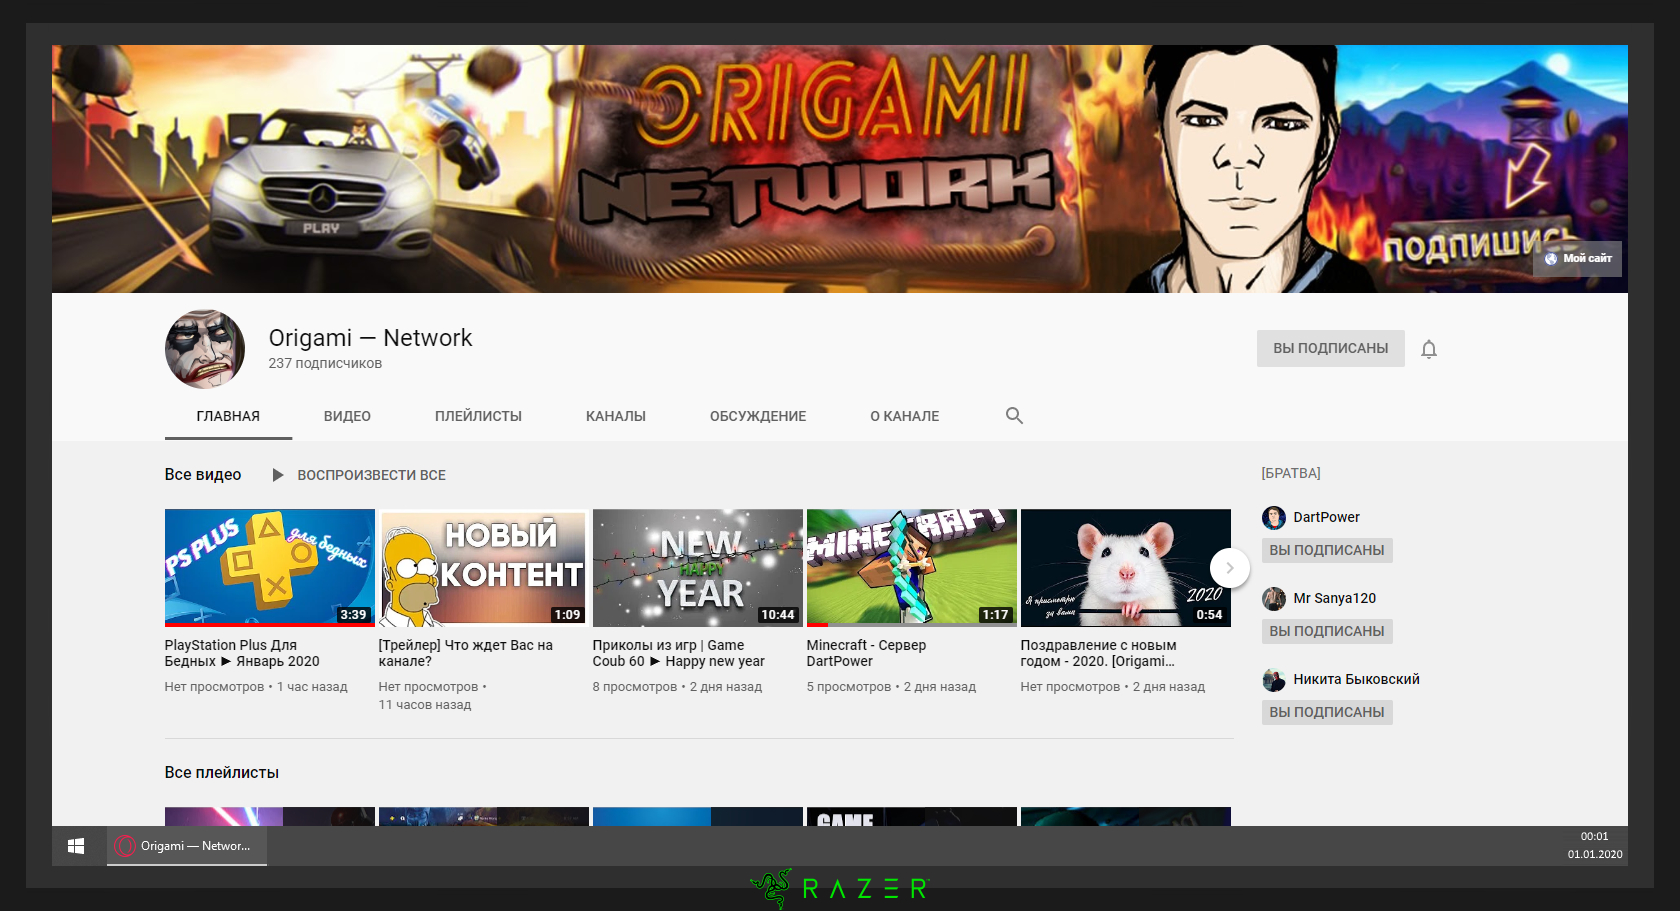 ORIGAMI
NETWORK
PLAY
ПОДПИШИСЬ
Мой сайт
Origami — Network
237 подписчиков
ВЫ ПОДПИСАНЫ
ГЛАВНАЯ ВИДЕО ПЛЕЙЛИСТЫ КАНАЛЫ ОБСУЖДЕНИЕ О КАНАЛЕ
Все видео ВОСПРОИЗВЕСТИ ВСЕ
PS PLUS для бедных
3:39
НОВЫЙ
КОНТЕНТ
1:09
NEW
HAPPY
YEAR
10:44
MINECRAFT
1:17
Я присмотрю
за вами
2020
0:54
PlayStation Plus Для
Бедных ► Январь 2020
Нет просмотров • 1 час назад
[Трейлер] Что ждет Вас на
канале?
Нет просмотров •
11 часов назад
Приколы из игр | Game
Coub 60 ► Happy new year
8 просмотров • 2 дня назад
Minecraft - Сервер
DartPower
5 просмотров • 2 дня назад
Поздравление с новым
годом - 2020. [Origami...
Нет просмотров • 2 дня назад
[БРАТВА]
DartPower
ВЫ ПОДПИСАНЫ
Mr Sanya120
ВЫ ПОДПИСАНЫ
Никита Быковский
ВЫ ПОДПИСАНЫ
Все плейлисты
GAME
Origami — Networ...
00:01
01.01.2020
RAZER